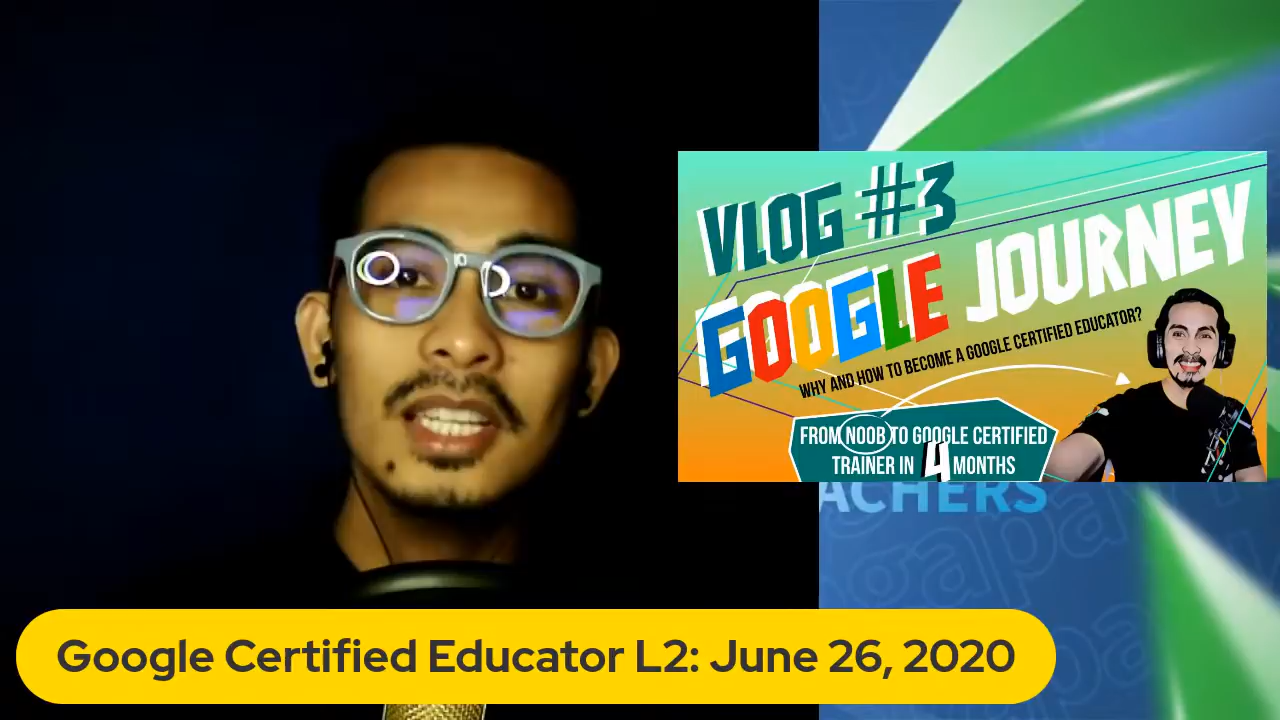 VLOG #3
GOOGLE JOURNEY
WHY AND HOW TO BECOME A GOOGLE CERTIFIED EDUCATOR?
FROM NOOB TO GOOGLE CERTIFIED
TRAINER IN 4 MONTHS
ACHERS
Google Certified Educator L2: June 26, 2020